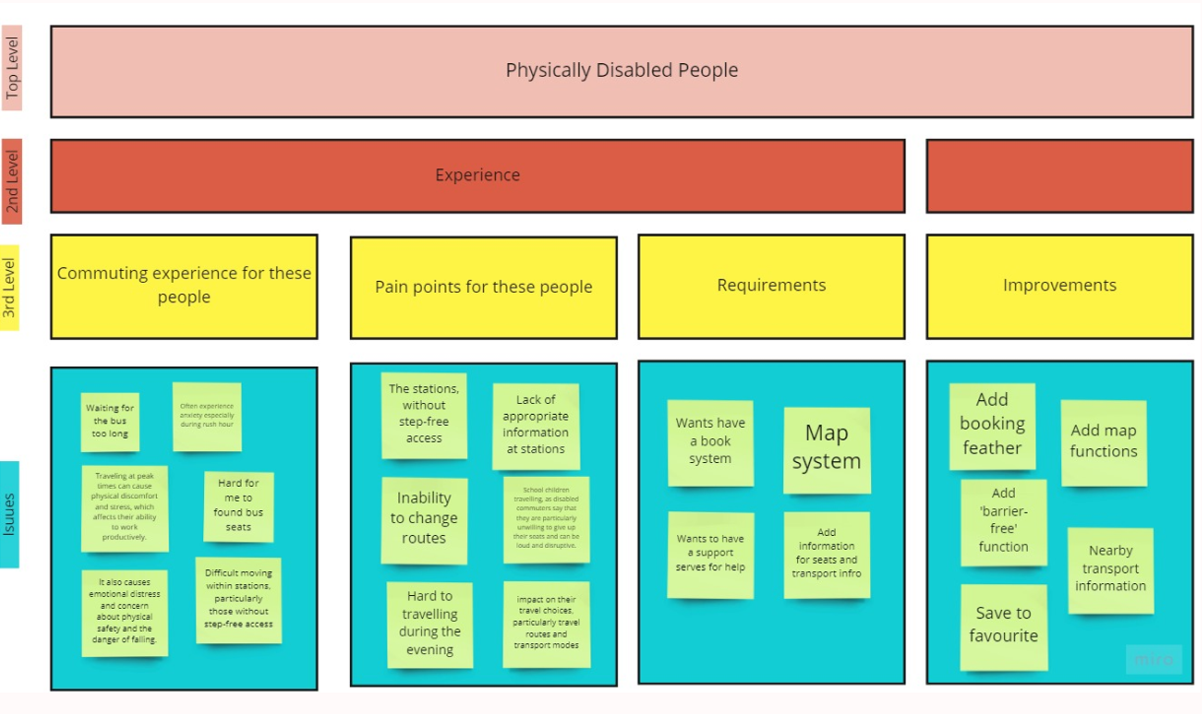 Top Level
Physically Disabled People
2nd Level
Experience
3rd Level
Commuting experience for these
people
Pain points for these people
Requirements
Improvements
Isuues
Waiting for
the bus
too long
Often experience
anxiety especially
during rush hour
Traveling at peak
times can cause
physical discomfort
and stress, which
affects their ability
to work
productively.
Hard for
me to
found bus
seats
It also causes
emotional distress
and concern
about physical
safety and the
danger of falling.
Difficult moving
within stations,
particularly
those without
step-free access
The stations,
without
step-free
access
Lack of
appropriate
information
at stations
Inability
to change
routes
School children
travelling, as disabled
commuters say that
they are particularly
unwilling to give up
their seats and can be
loud and disruptive.
Hard to
travelling
during the
evening
impact on their
travel choices,
particularly travel
routes and
transport modes
Wants have
a book
system
Map
system
Wants to have
a support
serves for help
Add
information
for seats and
transport infro
Add
booking
feather
Add map
functions
Add
'barrier-
free'
function
Nearby
transport
information
Save to
favourite
miro